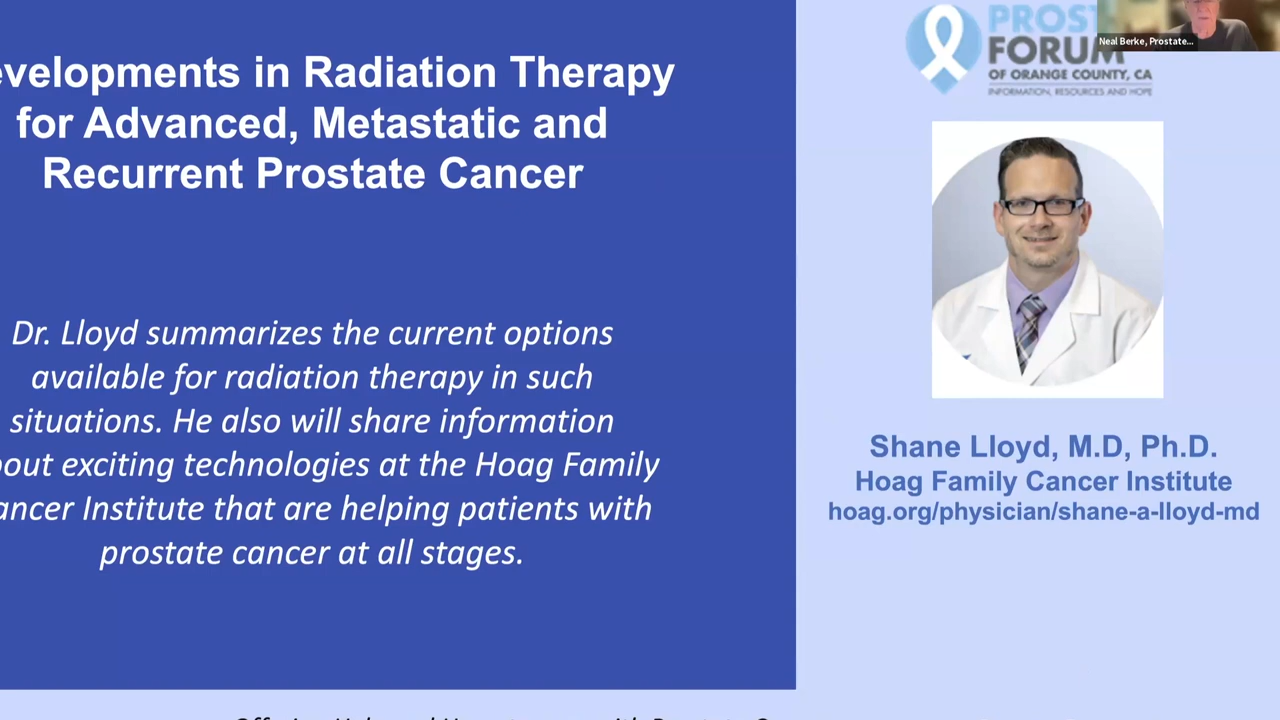 evelopments in Radiation Therapy
for Advanced, Metastatic and
Recurrent Prostate Cancer
Dr. Lloyd summarizes the current options
available for radiation therapy in such
situations. He also will share information
out exciting technologies at the Hoag Family
ancer Institute that are helping patients with
prostate cancer at all stages.
PROST
FORUM
OF ORANGE COUNTY, CA
INFORMATION, RESOURCES AND HOPE
Neal Berke, Prostate...
Shane Lloyd, M.D, Ph.D.
Hoag Family Cancer Institute
hoag.org/physician/shane-a-lloyd-md